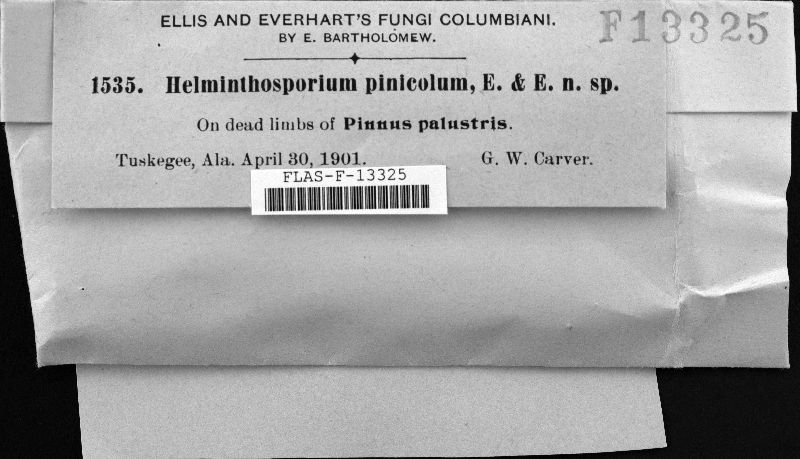 ELLIS AND EVERHART'S FUNGI COLUMBIANI.
BY E. BARTHOLOMEW.
F13325
1535. Helminthosporium pinicolum, E. & E. n. sp.
On dead limbs of Pinnus palustris.
Tuskegee, Ala. April 30, 1901. G. W. Carver.
FLAS-F-13325